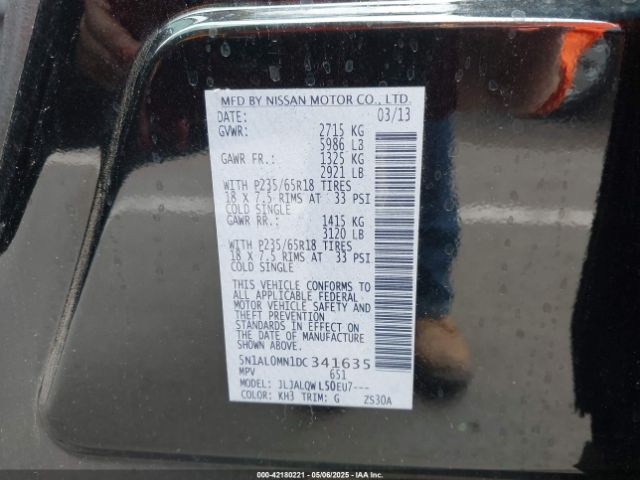 MFD BY NISSAN MOTOR CO., LTD.
DATE: 03/13
GVWR: 2715 KG
5986 LB
GAWR FR.: 1325 KG
2921 LB
WITH P235/65R18 TIRES
18 X 7.5 RIMS AT 33 PSI
COLD SINGLE
GAWR RR.: 1415 KG
3120 LB
WITH P235/65R18 TIRES
18 X 7.5 RIMS AT 33 PSI
COLD SINGLE
THIS VEHICLE CONFORMS TO
ALL APPLICABLE FEDERAL
MOTOR VEHICLE SAFETY AND
THEFT PREVENTION
STANDARDS IN EFFECT ON
THE DATE OF MANUFACTURE
SHOWN ABOVE.
5N1AL0MN1DC341635
MPV 651
MODEL: JLJALQWL50EU7---
COLOR: KH3 TRIM: G ZS30A
000-42180221 - 05/06/2025 - IAAI.COM